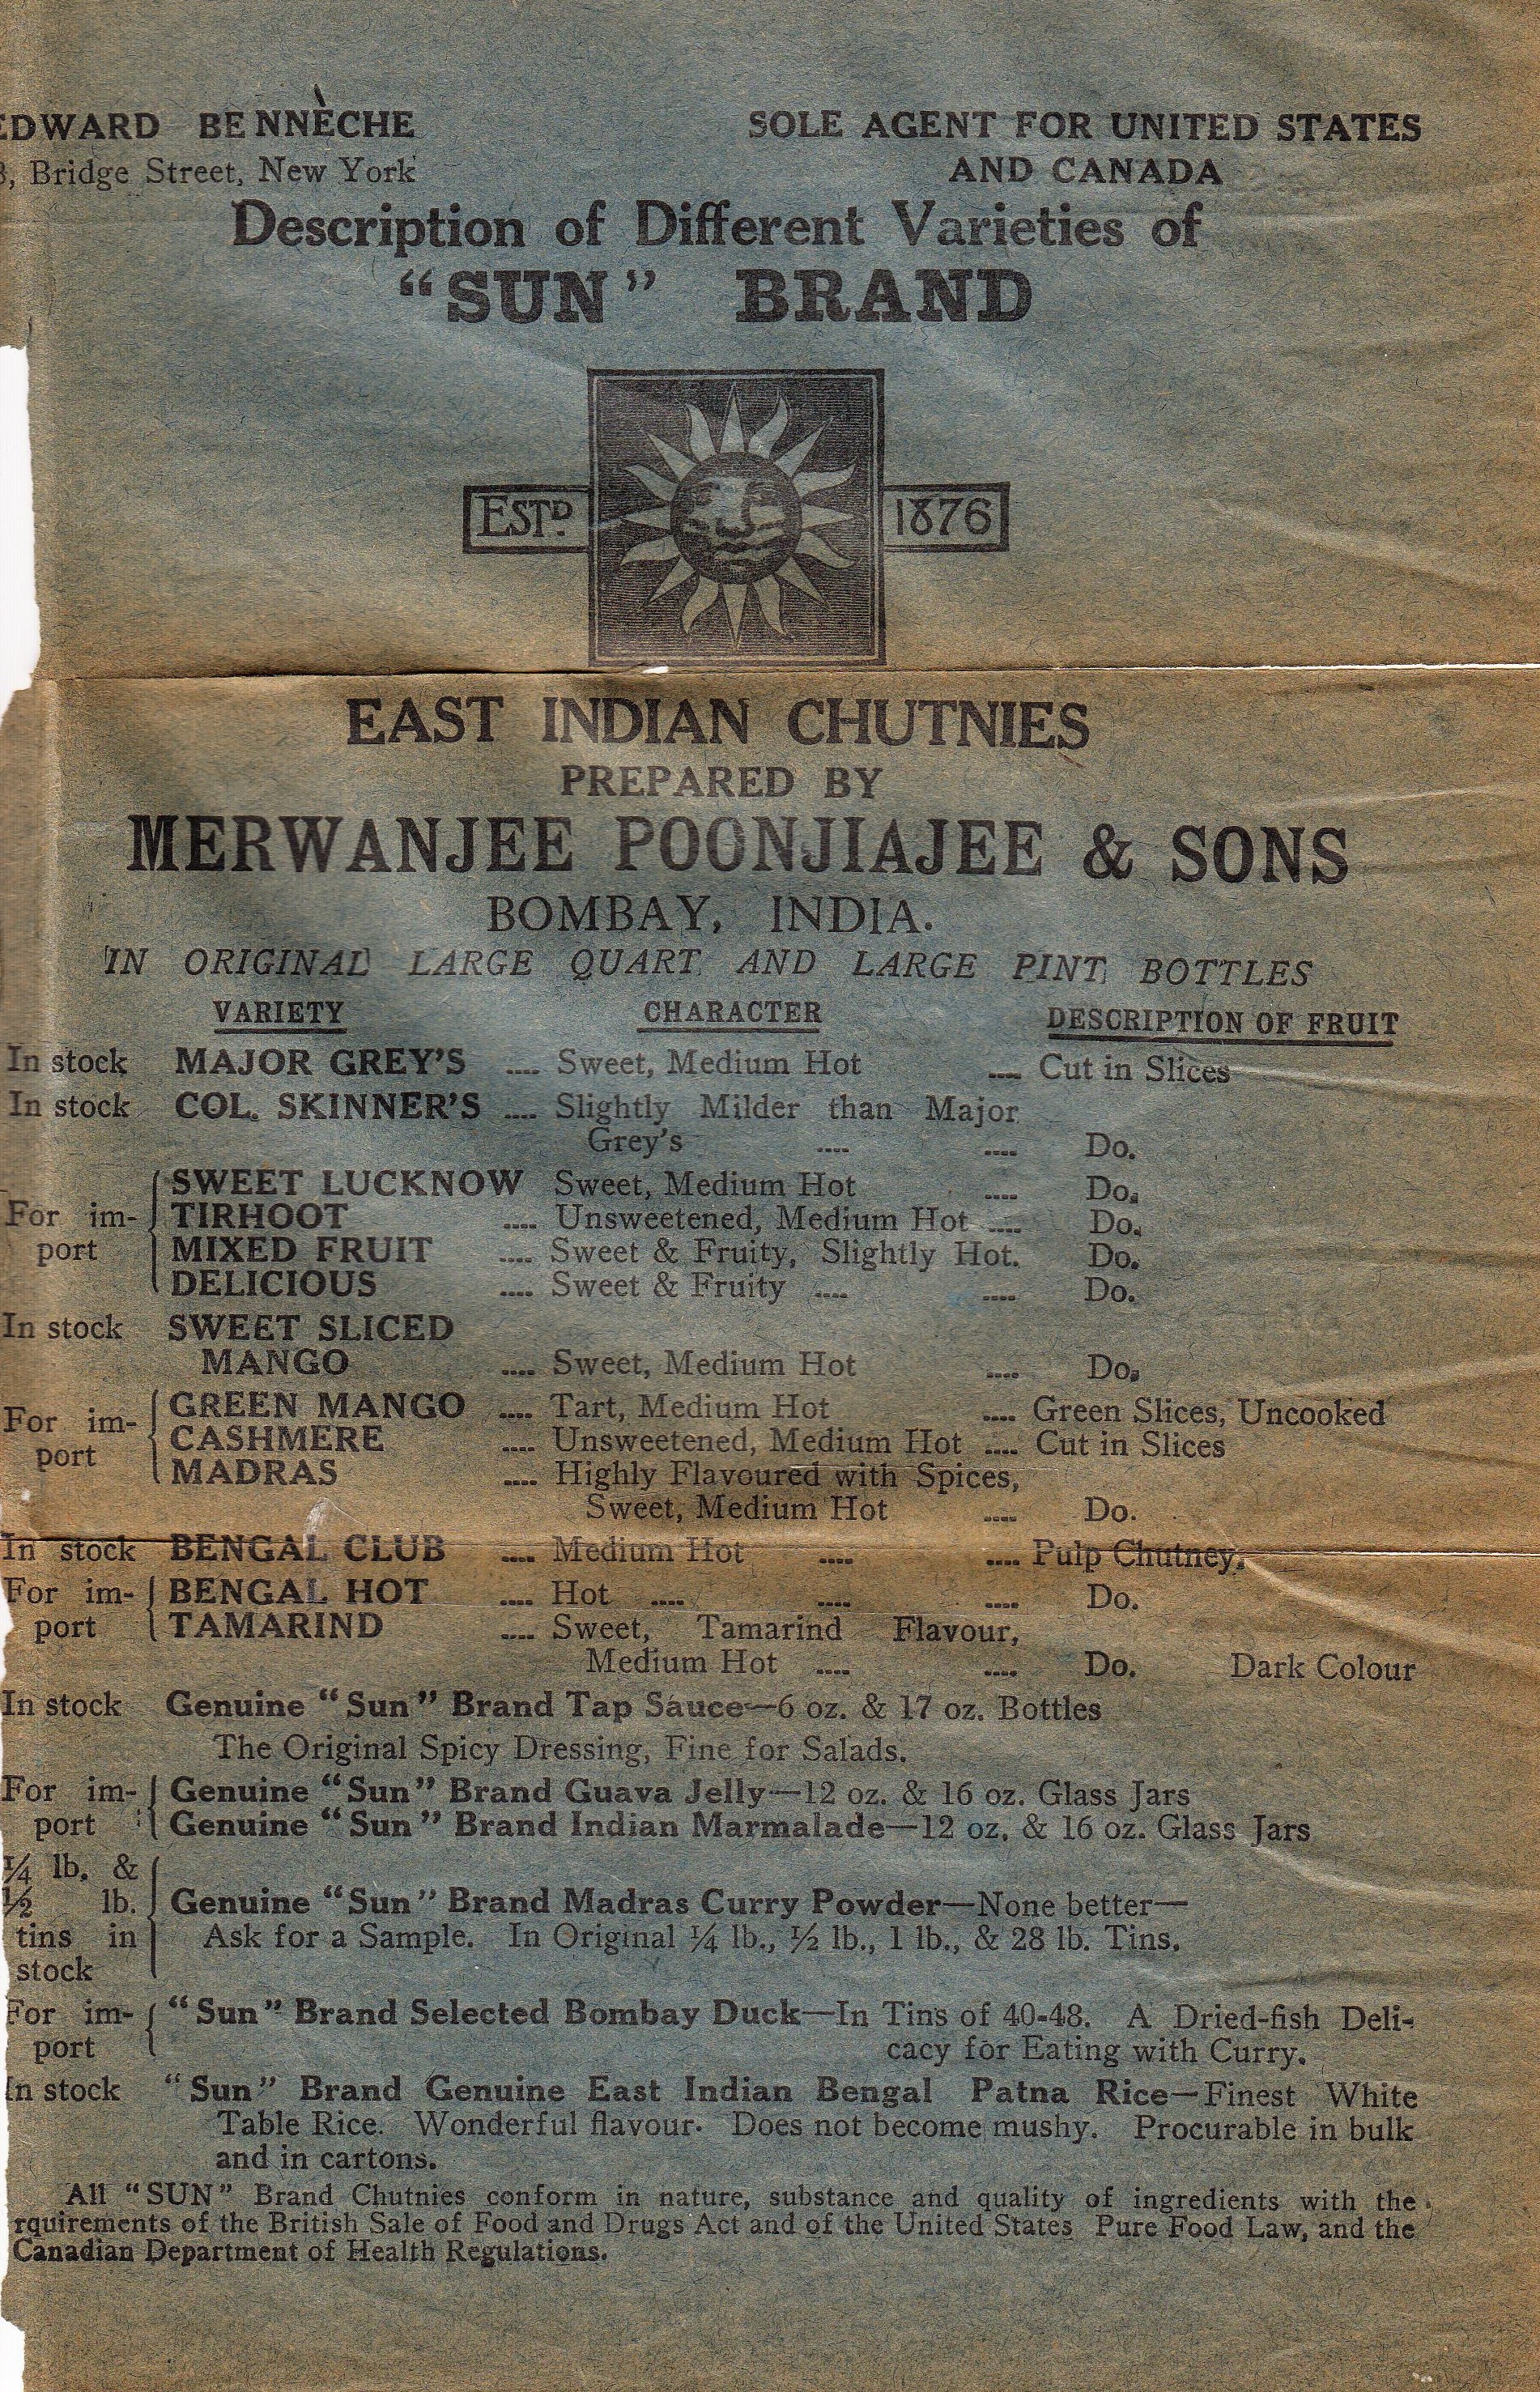 EDWARD BENNÈCHE SOLE AGENT FOR UNITED STATES
8, Bridge Street, New York AND CANADA
Description of Different Varieties of
“SUN” BRAND
ESTD. 1876
EAST INDIAN CHUTNIES
PREPARED BY
MERWANJEE POONJIAJEE & SONS
BOMBAY, INDIA.
IN ORIGINAL LARGE QUART AND LARGE PINT BOTTLES
VARIETY CHARACTER DESCRIPTION OF FRUIT
In stock MAJOR GREY'S .... Sweet, Medium Hot .... Cut in Slices
In stock COL. SKINNER'S .... Slightly Milder than Major
Grey's .... .... Do.
SWEET LUCKNOW Sweet, Medium Hot .... Do.
For im- TIRHOOT .... Unsweetened, Medium Hot .... Do.
port MIXED FRUIT .... Sweet & Fruity, Slightly Hot. Do.
DELICIOUS .... Sweet & Fruity .... .... Do.
In stock SWEET SLICED
MANGO .... Sweet, Medium Hot .... Do.
GREEN MANGO .... Tart, Medium Hot .... Green Slices, Uncooked
For im- CASHMERE .... Unsweetened, Medium Hot .... Cut in Slices
port MADRAS .... Highly Flavoured with Spices,
Sweet, Medium Hot .... Do.
In stock BENGAL CLUB .... Medium Hot .... .... Pulp Chutney.
For im- BENGAL HOT .... Hot .... .... .... Do.
port TAMARIND .... Sweet, Tamarind Flavour,
Medium Hot .... .... Do. Dark Colour
In stock Genuine “Sun” Brand Tap Sauce—6 oz. & 17 oz. Bottles
The Original Spicy Dressing, Fine for Salads.
For im- Genuine “Sun” Brand Guava Jelly—12 oz. & 16 oz. Glass Jars
port Genuine “Sun” Brand Indian Marmalade—12 oz. & 16 oz. Glass Jars
¼ lb. &
½ lb. Genuine “Sun” Brand Madras Curry Powder—None better—
tins in Ask for a Sample. In Original ¼ lb., ½ lb., 1 lb., & 28 lb. Tins.
stock
For im- “Sun” Brand Selected Bombay Duck—In Tins of 40-48. A Dried-fish Deli-
port cacy for Eating with Curry.
In stock “Sun” Brand Genuine East Indian Bengal Patna Rice—Finest White
Table Rice. Wonderful flavour. Does not become mushy. Procurable in bulk
and in cartons.
All “SUN” Brand Chutnies conform in nature, substance and quality of ingredients with the
rquirements of the British Sale of Food and Drugs Act and of the United States Pure Food Law, and the
Canadian Department of Health Regulations.